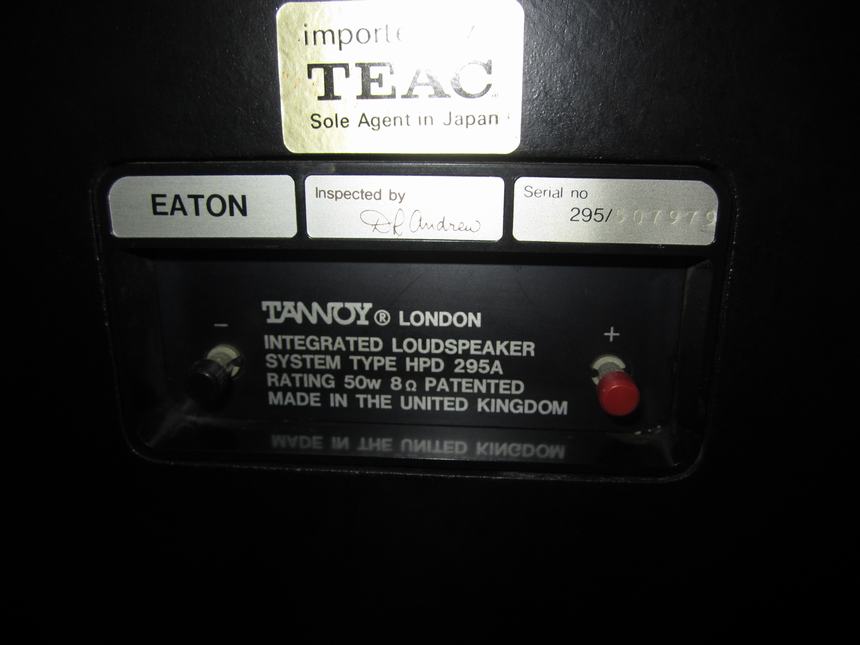 TEAC
Sole Agent in Japan
EATON
Inspected by
Serial no
295/507979
-
+
TANNOY® LONDON
INTEGRATED LOUDSPEAKER
SYSTEM TYPE HPD 295A
RATING 50w 8Ω PATENTED
MADE IN THE UNITED KINGDOM